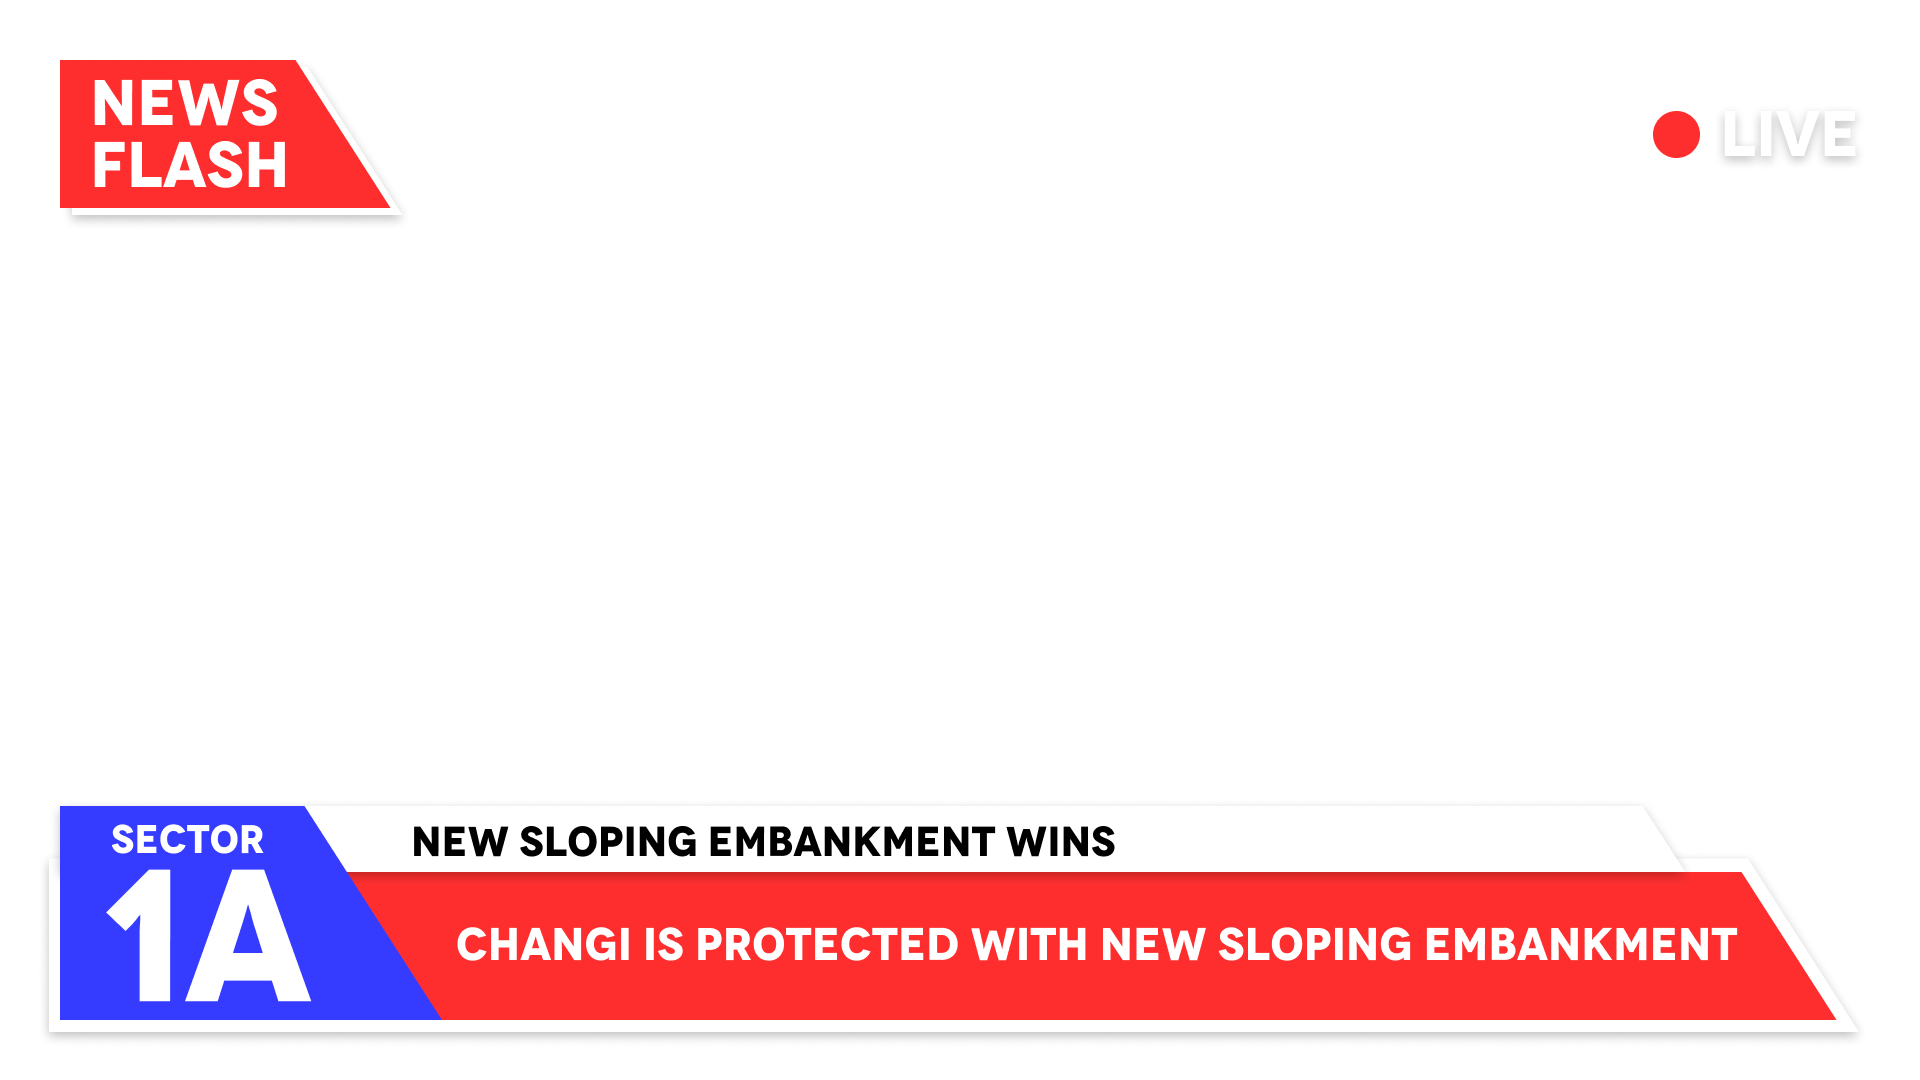 NEWS
FLASH
LIVE
SECTOR
1A
NEW SLOPING EMBANKMENT WINS
CHANGI IS PROTECTED WITH NEW SLOPING EMBANKMENT